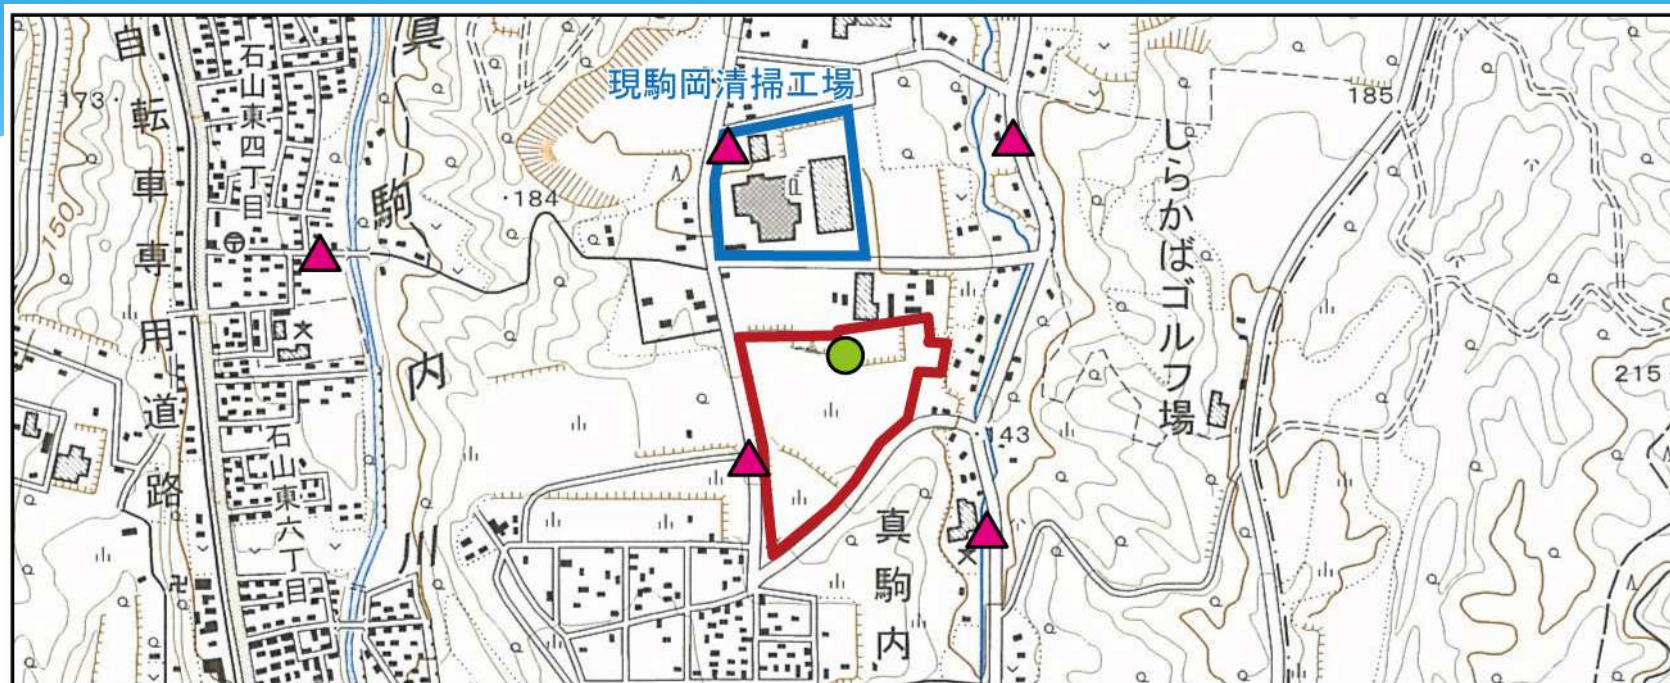 現駒岡清掃工場
自転車専用道路
石山東四丁目
石山東六丁目
真駒内川
真駒内
しらかばゴルフ場
173
150
184
185
215
143